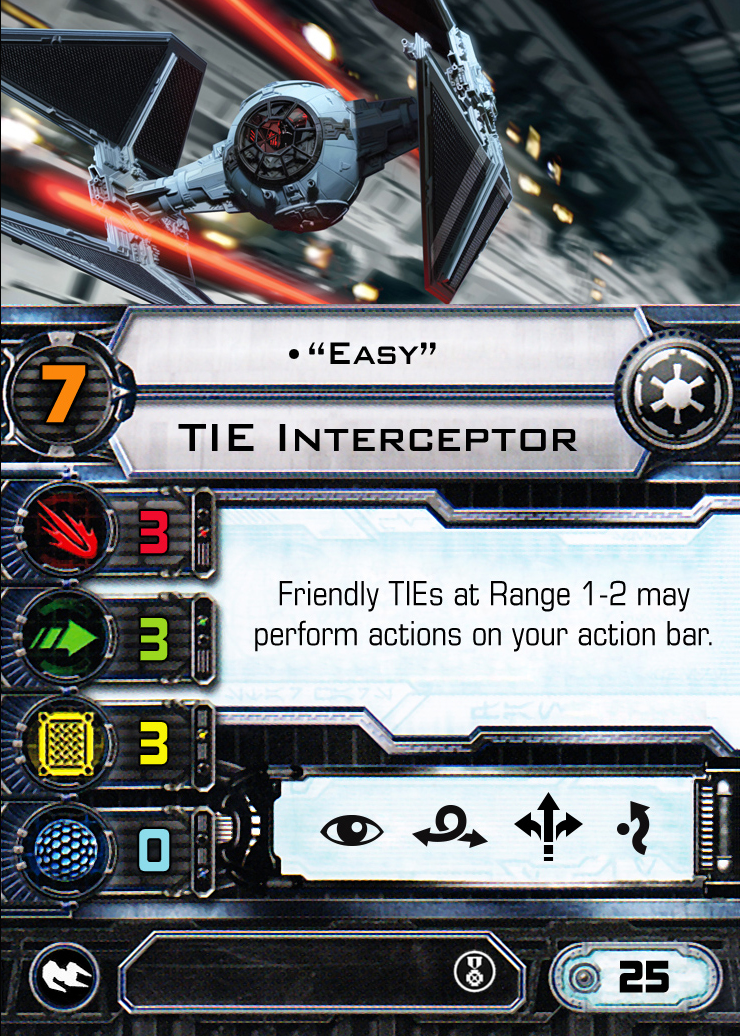 • “Easy”
7
TIE Interceptor
3
Friendly TIEs at Range 1-2 may
perform actions on your action bar.
3
3
0
25